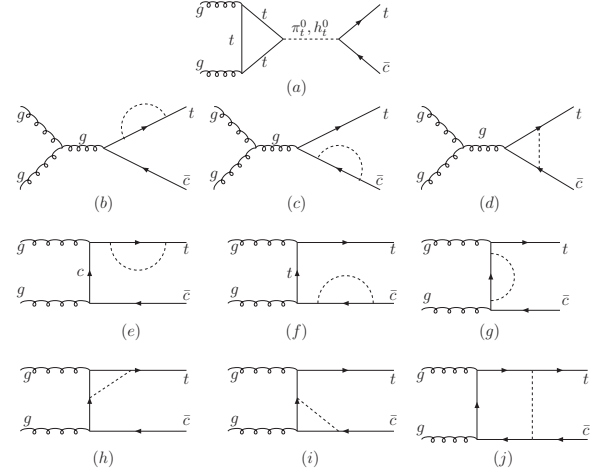 g t π_t^0, h_t^0 t
t
g t c̄
(a)
g t g t g t
g g g
g c̄ g c̄ g c̄
(b) (c) (d)
g t g t g t
c t
g c̄ g c̄ g c̄
(e) (f) (g)
g t g t g t
g c̄ g c̄ g c̄
(h) (i) (j)